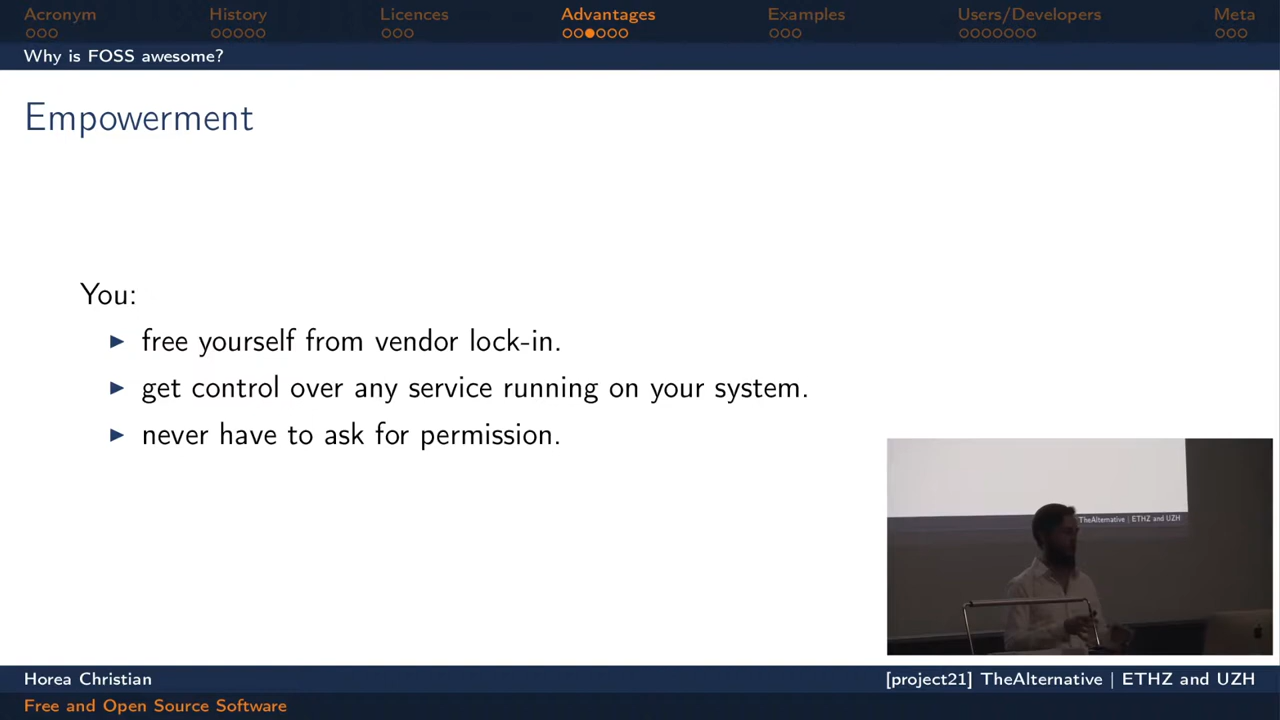 Acronym History Licences Advantages Examples Users/Developers Meta
Why is FOSS awesome?
Empowerment
You:
free yourself from vendor lock-in.
get control over any service running on your system.
never have to ask for permission.
TheAlternative | ETHZ and UZH
Horea Christian [project21] TheAlternative | ETHZ and UZH
Free and Open Source Software